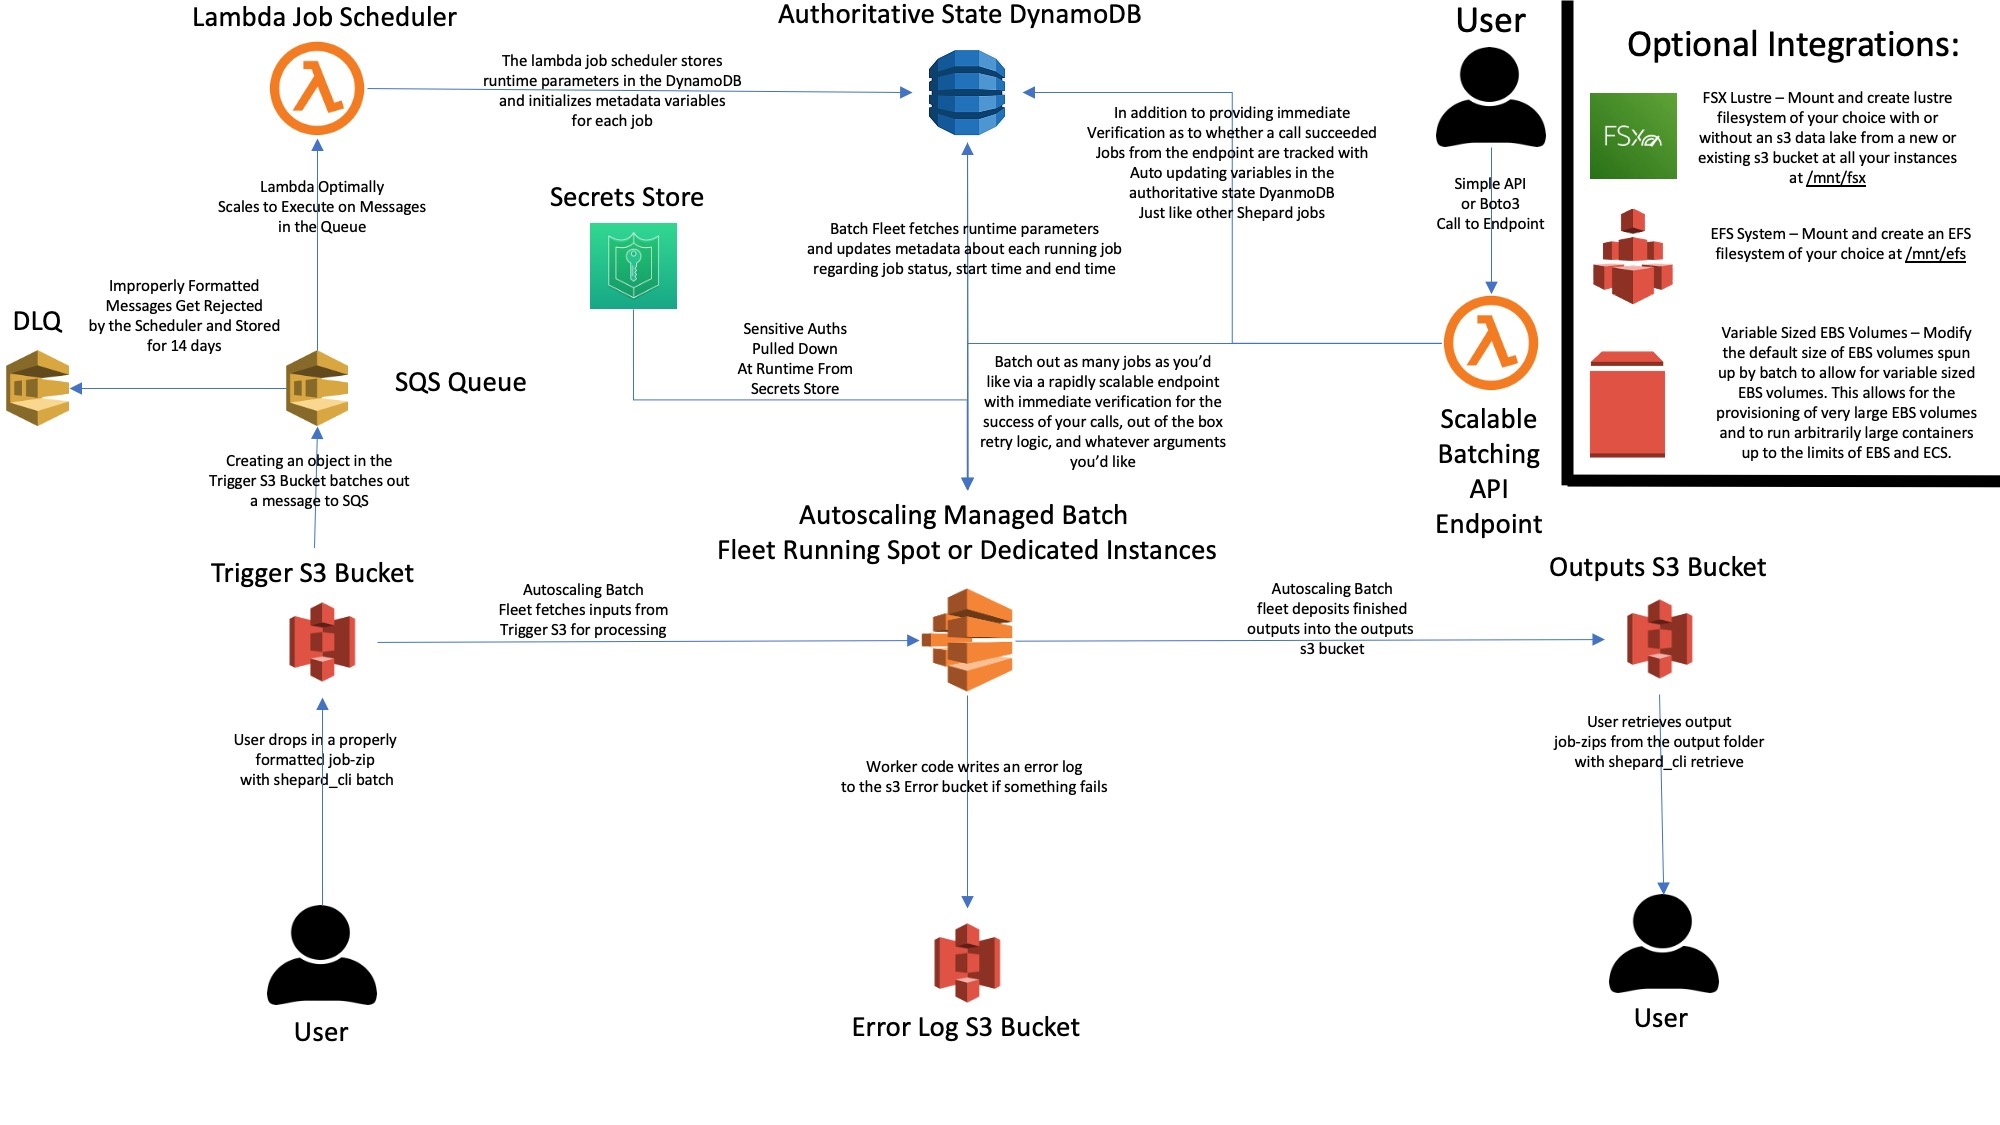 Lambda Job Scheduler
The lambda job scheduler stores
runtime parameters in the DynamoDB
and initializes metadata variables
for each job
Authoritative State DynamoDB
In addition to providing immediate
Verification as to whether a call succeeded
Jobs from the endpoint are tracked with
Auto updating variables in the
authoritative state DyanmoDB
Just like other Shepard jobs
User
Simple API
or Boto3
Call to Endpoint
Optional Integrations:
FSx
FSX Lustre – Mount and create lustre
filesystem of your choice with or
without an s3 data lake from a new or
existing s3 bucket at all your instances
at /mnt/fsx
EFS System – Mount and create an EFS
filesystem of your choice at /mnt/efs
Variable Sized EBS Volumes – Modify
the default size of EBS volumes spun
up by batch to allow for variable sized
EBS volumes. This allows for the
provisioning of very large EBS volumes
and to run arbitrarily large containers
up to the limits of EBS and ECS.
Lambda Optimally
Scales to Execute on Messages
in the Queue
Secrets Store
Batch Fleet fetches runtime parameters
and updates metadata about each running job
regarding job status, start time and end time
Improperly Formatted
Messages Get Rejected
by the Scheduler and Stored
for 14 days
DLQ
SQS Queue
Sensitive Auths
Pulled Down
At Runtime From
Secrets Store
Batch out as many jobs as you’d
like via a rapidly scalable endpoint
with immediate verification for the
success of your calls, out of the box
retry logic, and whatever arguments
you’d like
Scalable
Batching
API
Endpoint
Creating an object in the
Trigger S3 Bucket batches out
a message to SQS
Trigger S3 Bucket
Autoscaling Managed Batch
Fleet Running Spot or Dedicated Instances
Outputs S3 Bucket
Autoscaling Batch
Fleet fetches inputs from
Trigger S3 for processing
Autoscaling Batch
fleet deposits finished
outputs into the outputs
s3 bucket
User drops in a properly
formatted job-zip
with shepard_cli batch
Worker code writes an error log
to the s3 Error bucket if something fails
User retrieves output
job-zips from the output folder
with shepard_cli retrieve
User
Error Log S3 Bucket
User